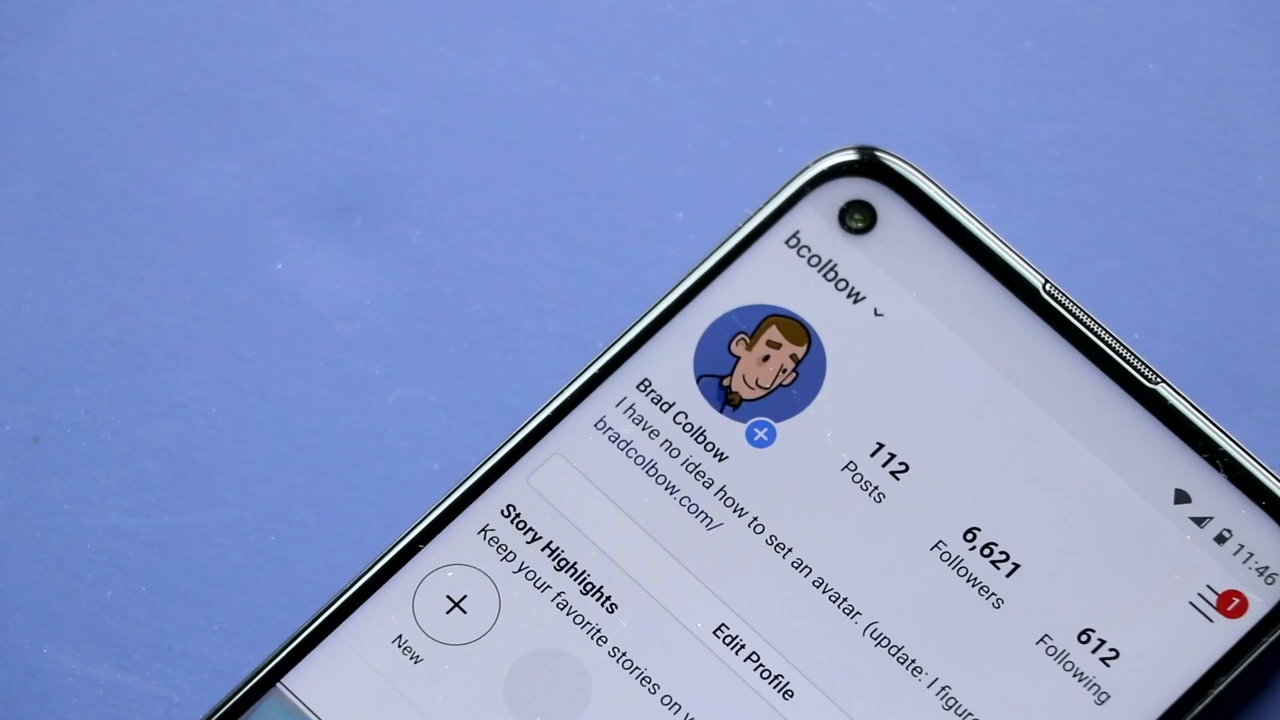 11:46
bcolbow
1
112
Posts
6,621
Followers
612
Following
Brad Colbow
I have no idea how to set an avatar. (update: I
bradcolbow.com/
Edit Profile
Story Highlights
Keep your favorite stories on
New